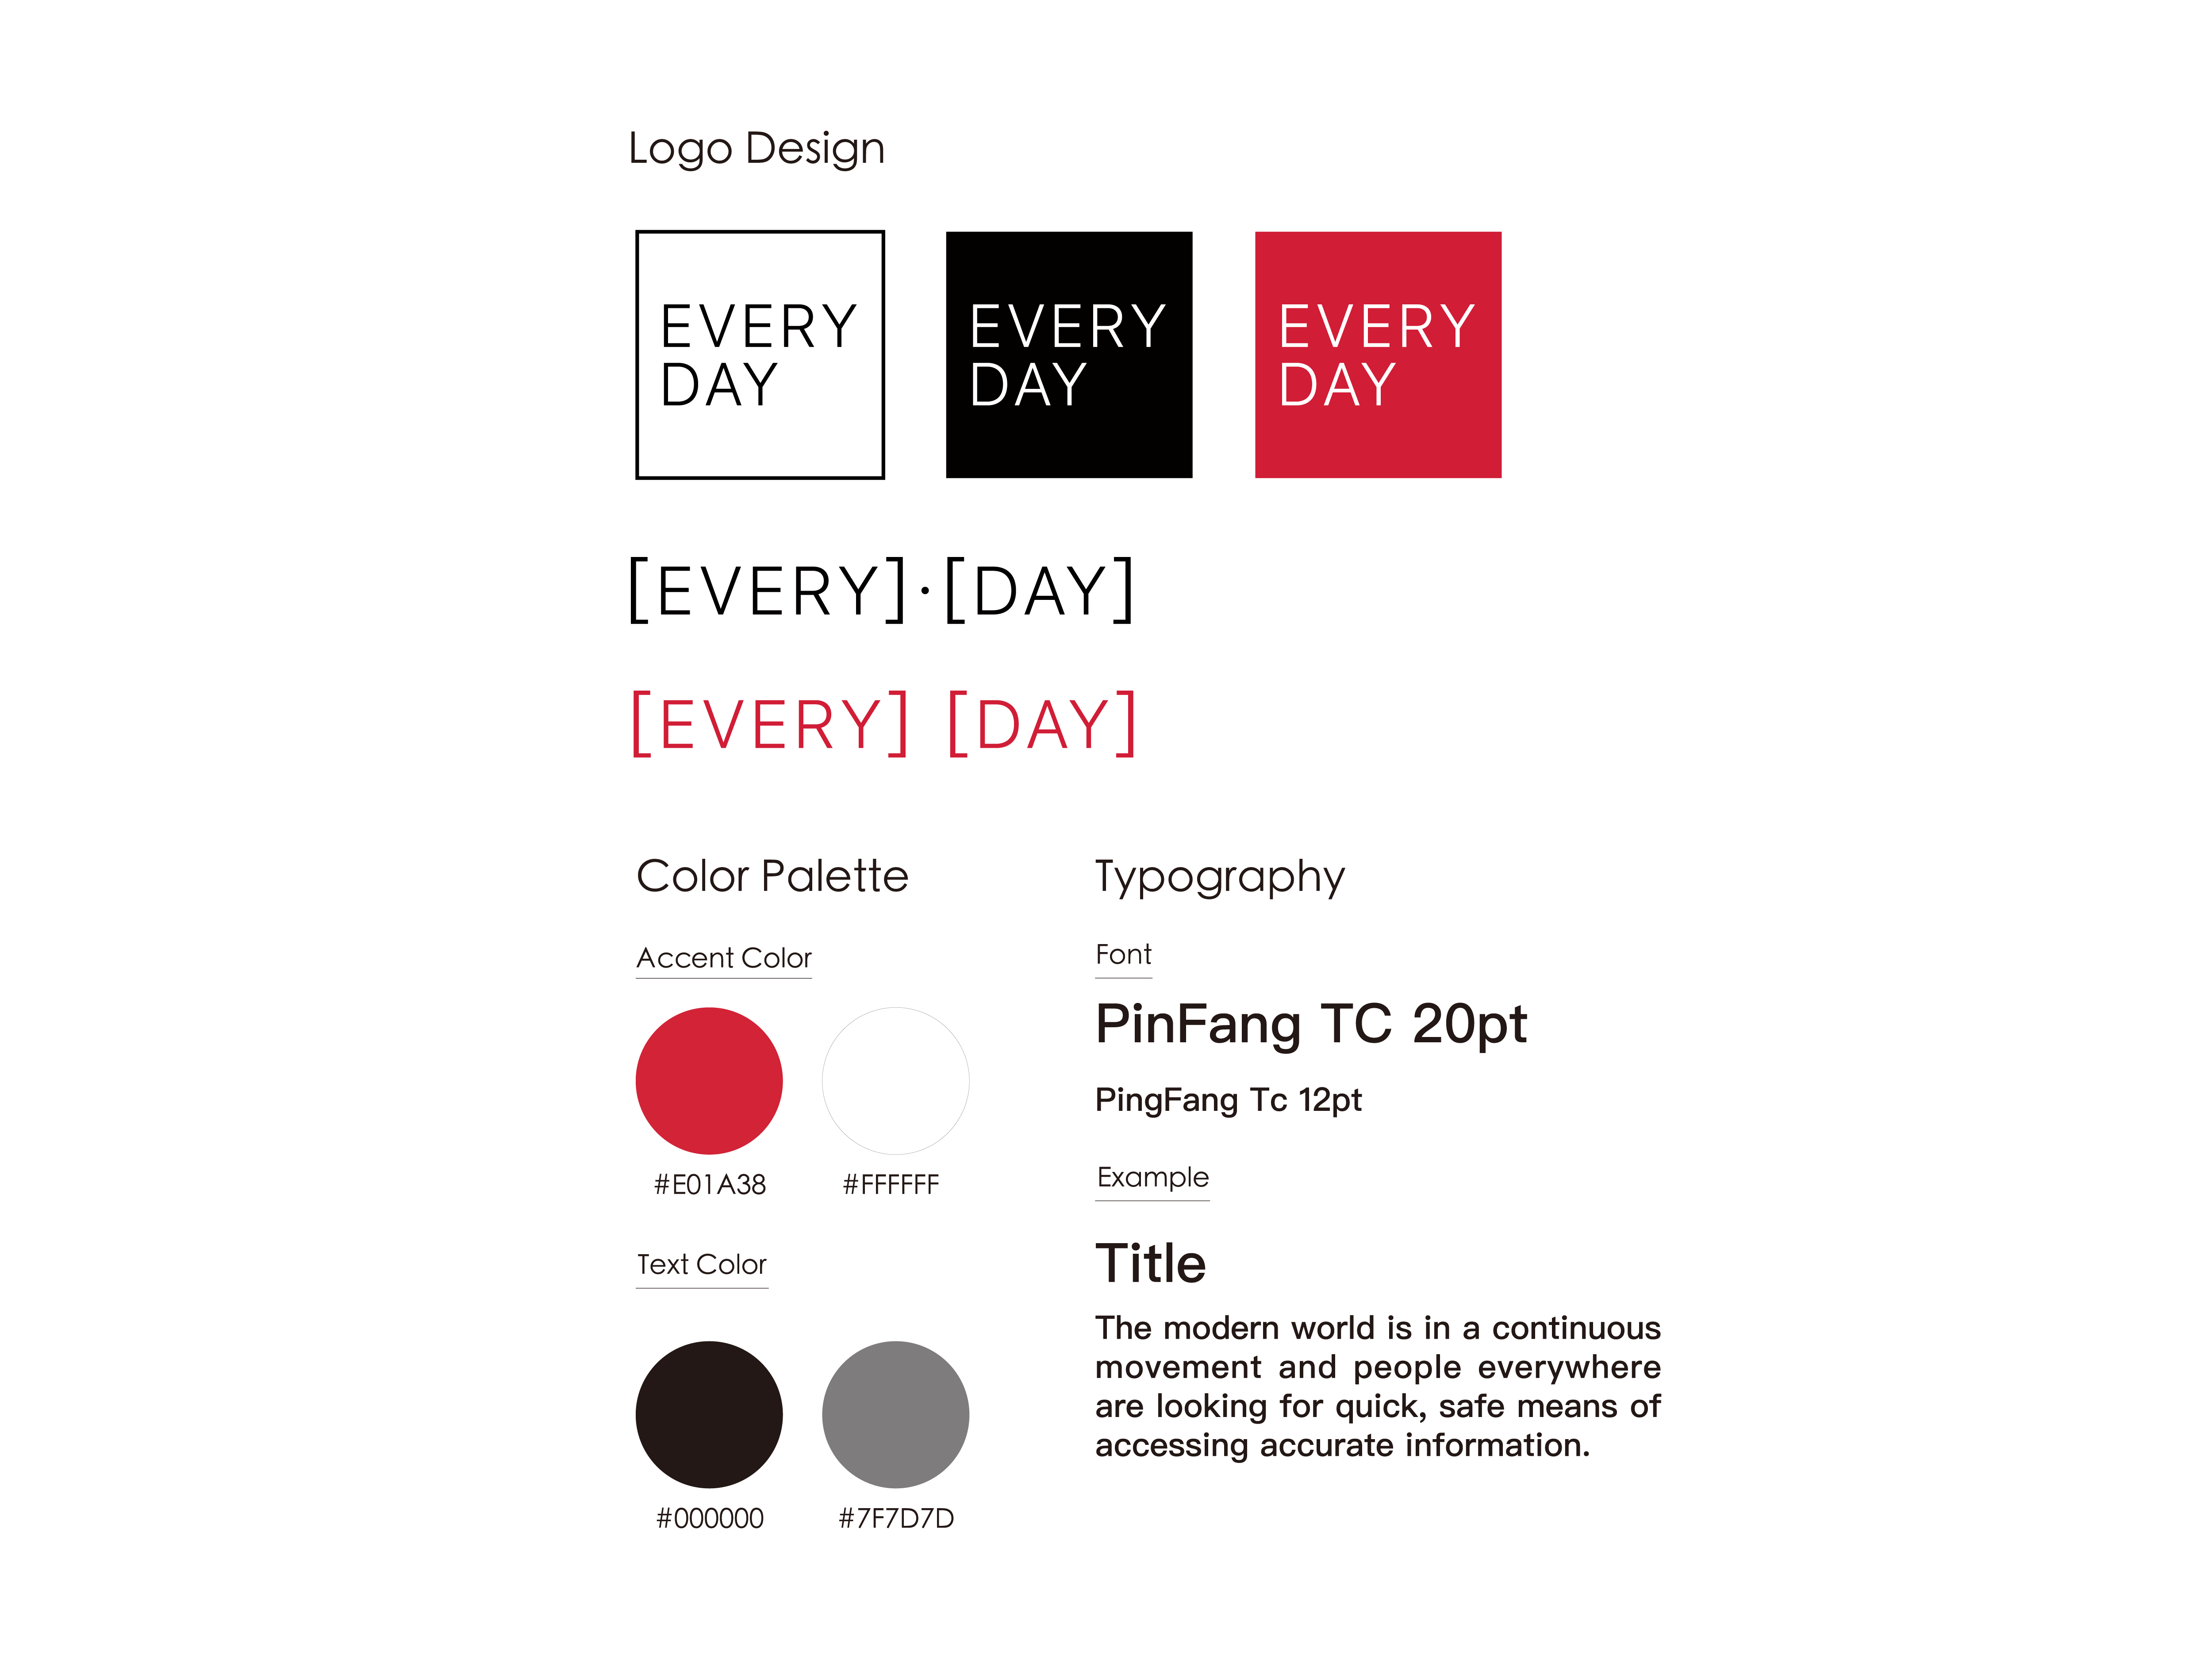 Logo Design
EVERY
DAY
EVERY
DAY
EVERY
DAY
[EVERY]·[DAY]
[EVERY] [DAY]
Color Palette
Accent Color
#E01A38
#FFFFFF
Text Color
#000000
#7F7D7D
Typography
Font
PinFang TC 20pt
PingFang Tc 12pt
Example
Title
The modern world is in a continuous
movement and people everywhere
are looking for quick, safe means of
accessing accurate information.